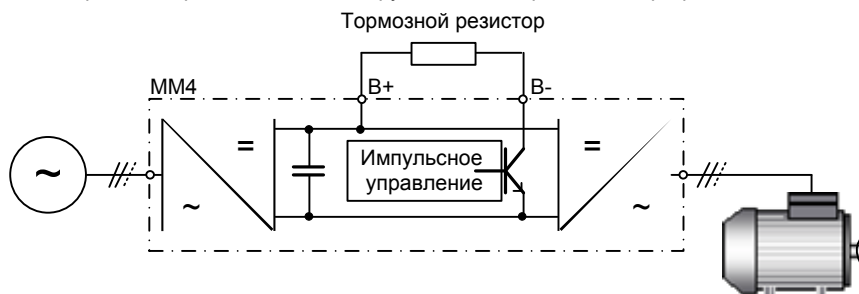 Тормозной резистор
MM4
B+
B-
=
Импульсное
управление
=
~
~
~